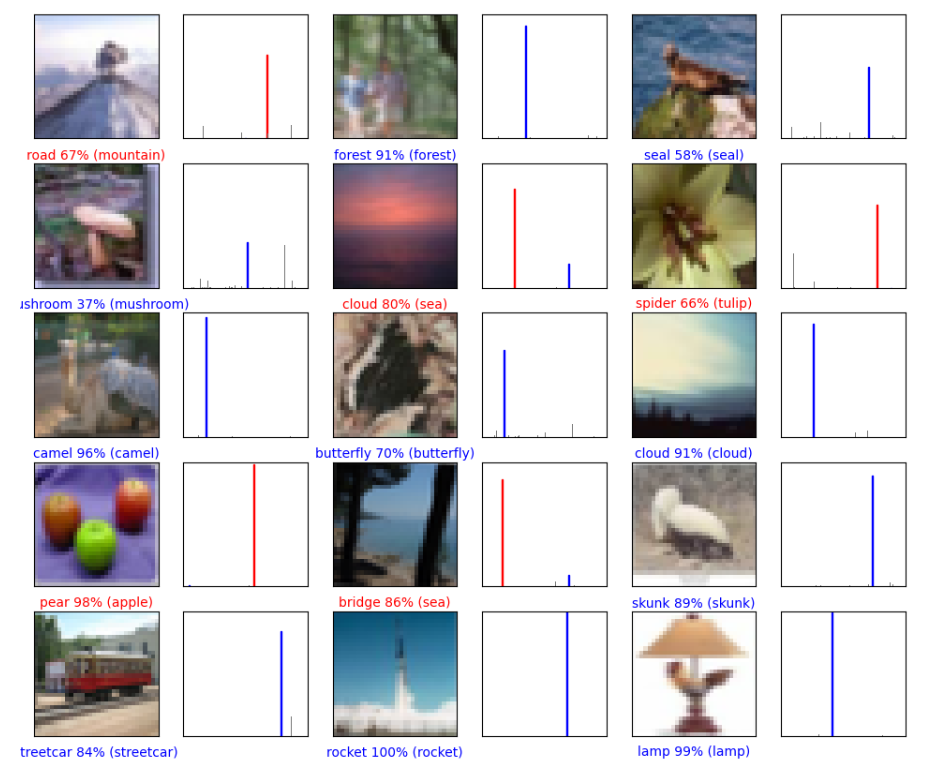 road 67% (mountain)
forest 91% (forest)
seal 58% (seal)
ushroom 37% (mushroom)
cloud 80% (sea)
spider 66% (tulip)
camel 96% (camel)
butterfly 70% (butterfly)
cloud 91% (cloud)
pear 98% (apple)
bridge 86% (sea)
skunk 89% (skunk)
treetcar 84% (streetcar)
rocket 100% (rocket)
lamp 99% (lamp)